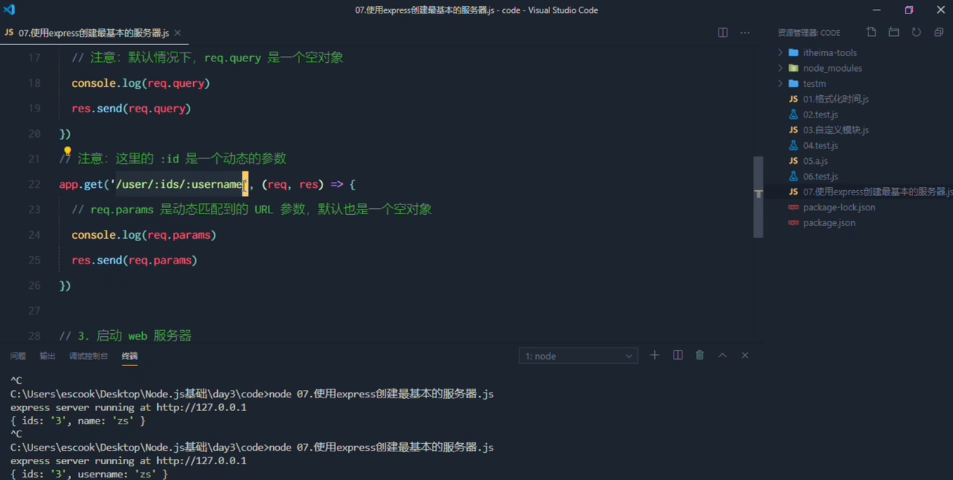 07.使用express创建最基本的服务器.js - code - Visual Studio Code
JS 07.使用express创建最基本的服务器.js
资源管理器: CODE
17 // 注意：默认情况下，req.query 是一个空对象
18 console.log(req.query)
19 res.send(req.query)
20 })
21 // 注意：这里的 :id 是一个动态的参数
22 app.get('/user/:ids/:username', (req, res) => {
23 // req.params 是动态匹配到的 URL 参数，默认也是一个空对象
24 console.log(req.params)
25 res.send(req.params)
26 })
27
28 // 3. 启动 web 服务器
itheima-tools
node_modules
testm
JS 01.格式化时间.js
02.test.js
JS 03.自定义模块.js
04.test.js
JS 05.a.js
06.test.js
JS 07.使用express创建最基本的服务器.js
package-lock.json
package.json
问题 输出 调试控制台 终端
1: node
^C
C:\Users\escook\Desktop\Node.js基础\day3\code>node 07.使用express创建最基本的服务器.js
express server running at http://127.0.0.1
{ ids: '3', name: 'zs' }
^C
C:\Users\escook\Desktop\Node.js基础\day3\code>node 07.使用express创建最基本的服务器.js
express server running at http://127.0.0.1
{ ids: '3', username: 'zs' }